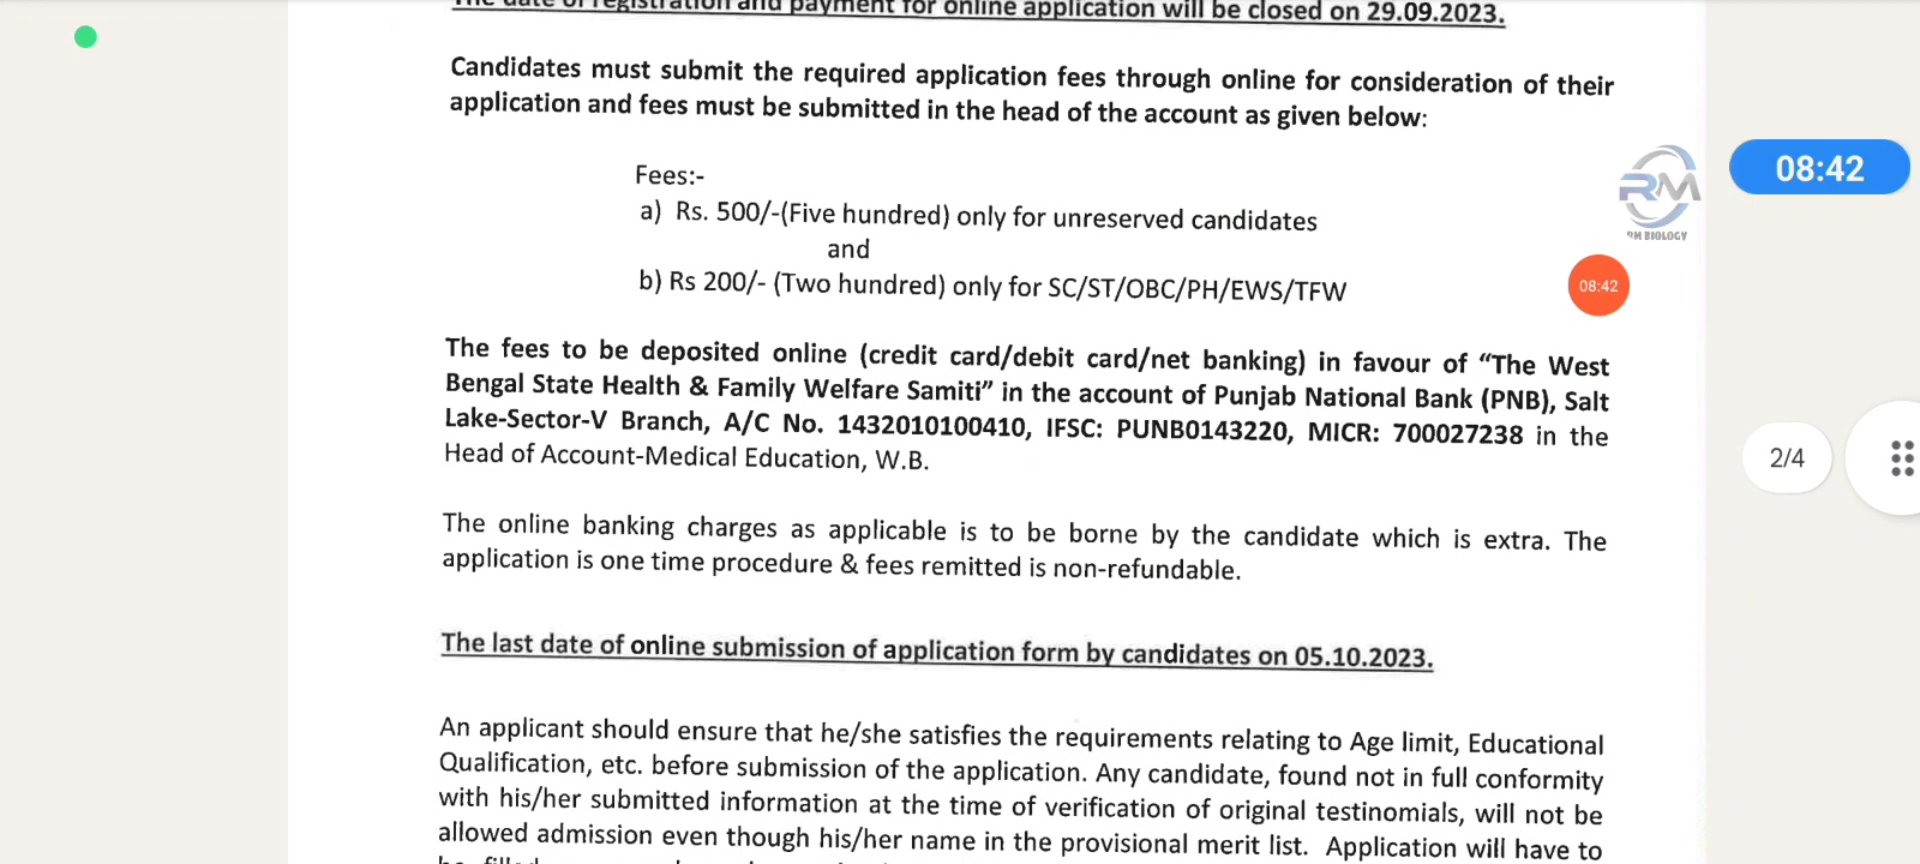 The date of registration and payment for online application will be closed on 29.09.2023.
Candidates must submit the required application fees through online for consideration of their
application and fees must be submitted in the head of the account as given below:
Fees:-
a) Rs. 500/-(Five hundred) only for unreserved candidates
and
b) Rs 200/- (Two hundred) only for SC/ST/OBC/PH/EWS/TFW
The fees to be deposited online (credit card/debit card/net banking) in favour of “The West
Bengal State Health & Family Welfare Samiti” in the account of Punjab National Bank (PNB), Salt
Lake-Sector-V Branch, A/C No. 1432010100410, IFSC: PUNB0143220, MICR: 700027238 in the
Head of Account-Medical Education, W.B.
The online banking charges as applicable is to be borne by the candidate which is extra. The
application is one time procedure & fees remitted is non-refundable.
The last date of online submission of application form by candidates on 05.10.2023.
An applicant should ensure that he/she satisfies the requirements relating to Age limit, Educational
Qualification, etc. before submission of the application. Any candidate, found not in full conformity
with his/her submitted information at the time of verification of original testinomials, will not be
allowed admission even though his/her name in the provisional merit list. Application will have to
RM
RM BIOLOGY
08:42
08:42
2/4